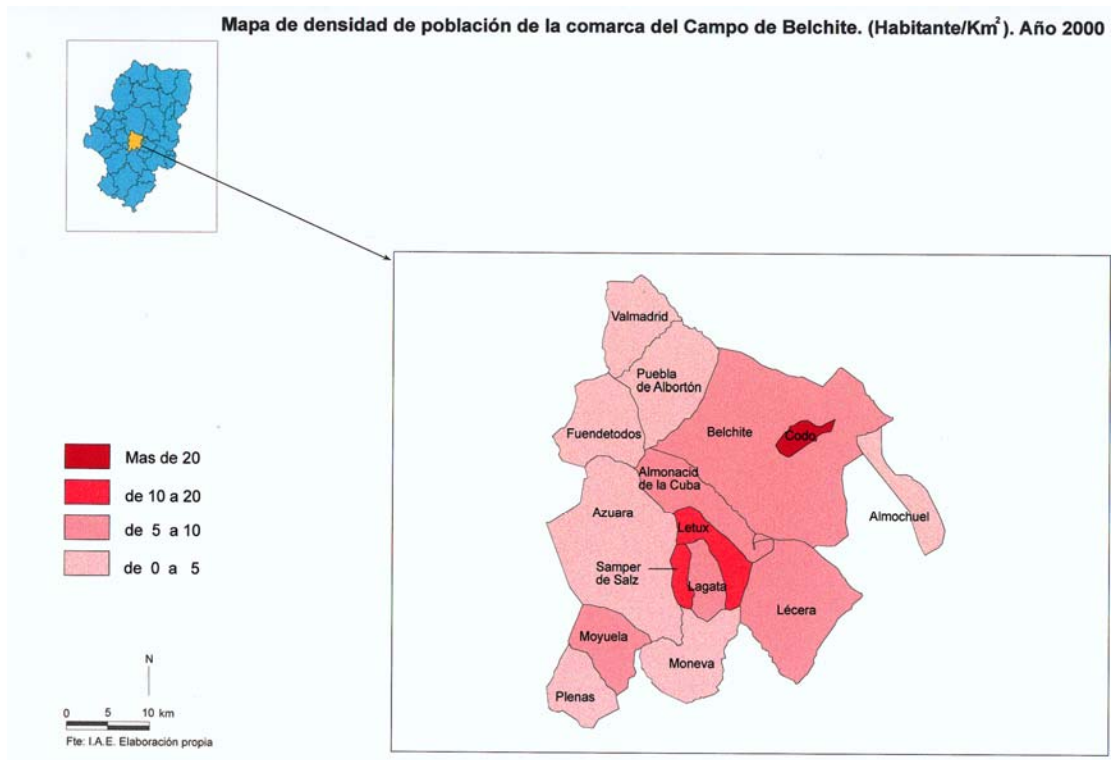 Mapa de densidad de población de la comarca del Campo de Belchite. (Habitante/Km²). Año 2000
Valmadrid
Puebla
de Albortón
Fuendetodos
Belchite
Codo
Almonacid
de la Cuba
Azuara
Letux
Almochuel
Samper
de Salz
Lagata
Lécera
Moyuela
Moneva
Plenas
Mas de 20
de 10 a 20
de 5 a 10
de 0 a 5
N
0 5 10 km
Fte: I.A.E. Elaboración propia